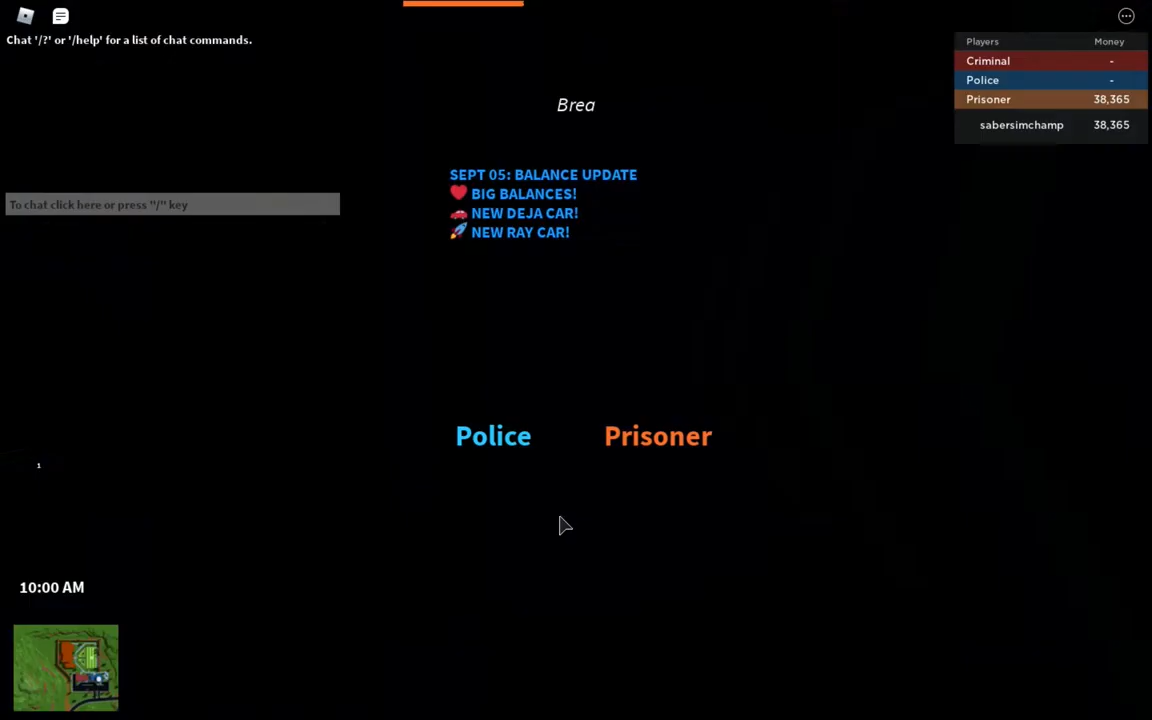 Chat '/?' or '/help' for a list of chat commands.
Players Money
Criminal -
Police -
Prisoner 38,365
sabersimchamp 38,365
Brea
SEPT 05: BALANCE UPDATE
❤️ BIG BALANCES!
🚗 NEW DEJA CAR!
🚀 NEW RAY CAR!
To chat click here or press "/" key
Police Prisoner
1
10:00 AM